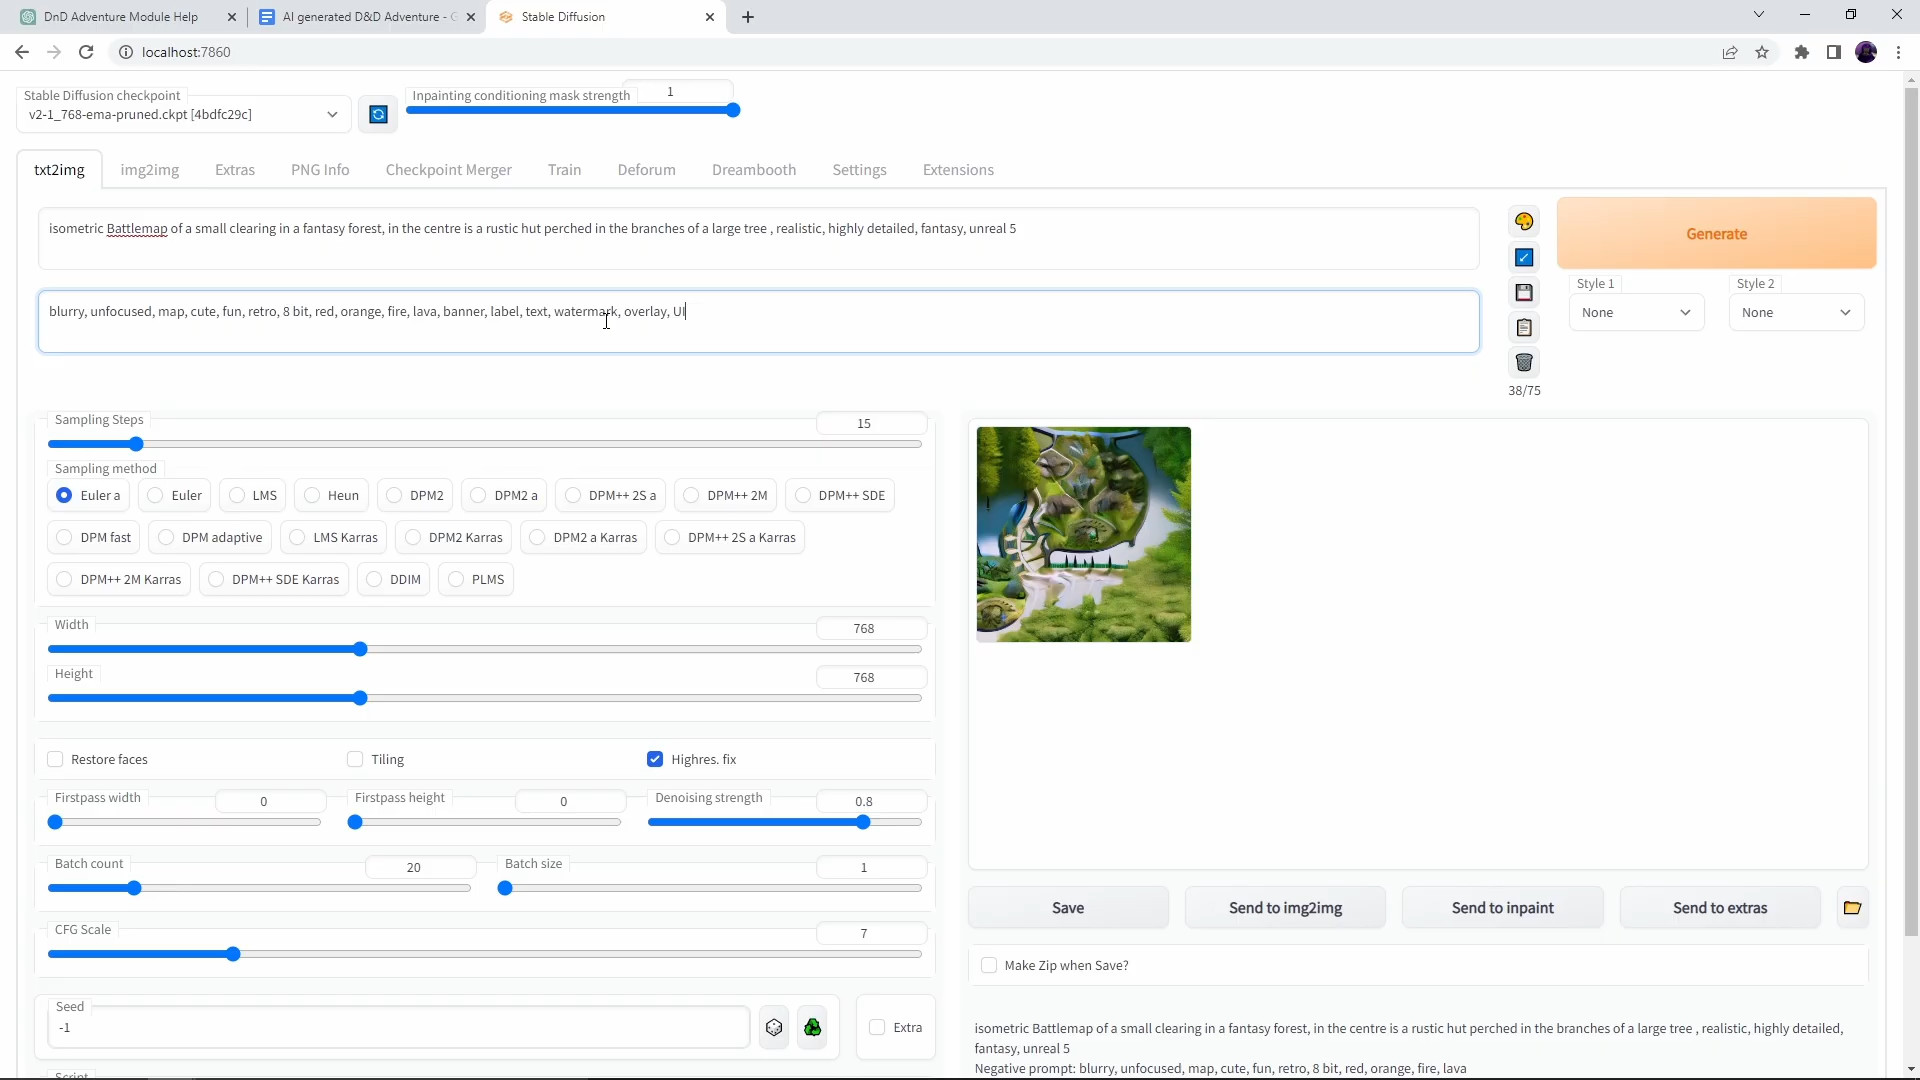 DnD Adventure Module Help
AI generated D&D Adventure - G
Stable Diffusion
localhost:7860
Stable Diffusion checkpoint
v2-1_768-ema-pruned.ckpt [4bdfc29c]
Inpainting conditioning mask strength
1
txt2img
img2img
Extras
PNG Info
Checkpoint Merger
Train
Deforum
Dreambooth
Settings
Extensions
isometric Battlemap of a small clearing in a fantasy forest, in the centre is a rustic hut perched in the branches of a large tree , realistic, highly detailed, fantasy, unreal 5
blurry, unfocused, map, cute, fun, retro, 8 bit, red, orange, fire, lava, banner, label, text, watermark, overlay, UI
38/75
Generate
Style 1
None
Style 2
None
Sampling Steps
15
Sampling method
Euler a
Euler
LMS
Heun
DPM2
DPM2 a
DPM++ 2S a
DPM++ 2M
DPM++ SDE
DPM fast
DPM adaptive
LMS Karras
DPM2 Karras
DPM2 a Karras
DPM++ 2S a Karras
DPM++ 2M Karras
DPM++ SDE Karras
DDIM
PLMS
Width
768
Height
768
Restore faces
Tiling
Highres. fix
Firstpass width
0
Firstpass height
0
Denoising strength
0.8
Batch count
20
Batch size
1
CFG Scale
7
Seed
-1
Extra
Script
Save
Send to img2img
Send to inpaint
Send to extras
Make Zip when Save?
isometric Battlemap of a small clearing in a fantasy forest, in the centre is a rustic hut perched in the branches of a large tree , realistic, highly detailed,
fantasy, unreal 5
Negative prompt: blurry, unfocused, map, cute, fun, retro, 8 bit, red, orange, fire, lava